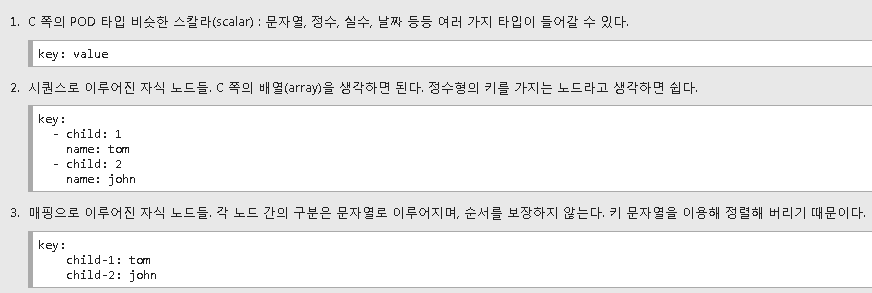 1. C 쪽의 POD 타입 비슷한 스칼라(scalar) : 문자열, 정수, 실수, 날짜 등등 여러 가지 타입이 들어갈 수 있다.
key: value
2. 시퀀스로 이루어진 자식 노드들. C 쪽의 배열(array)을 생각하면 된다. 정수형의 키를 가지는 노드라고 생각하면 쉽다.
key:
  - child: 1
    name: tom
  - child: 2
    name: john
3. 매핑으로 이루어진 자식 노드들. 각 노드 간의 구분은 문자열로 이루어지며, 순서를 보장하지 않는다. 키 문자열을 이용해 정렬해 버리기 때문이다.
key:
    child-1: tom
    child-2: john